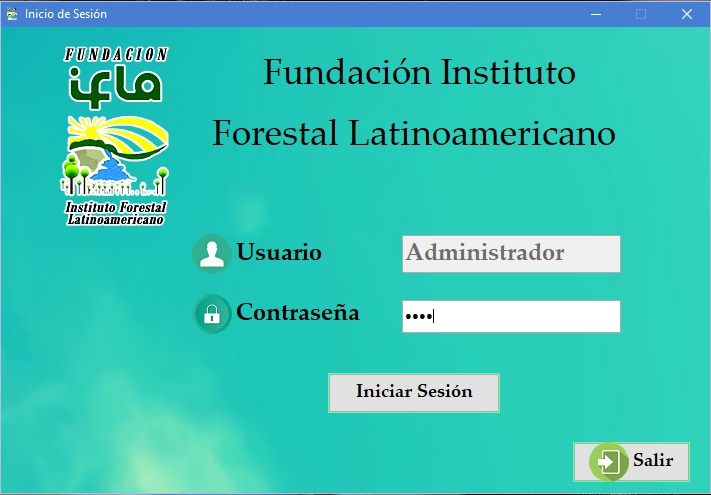 Inicio de Sesión
FUNDACION
ifla
Instituto Forestal
Latinoamericano
Fundación Instituto
Forestal Latinoamericano
Usuario
Administrador
Contraseña
••••
Iniciar Sesión
Salir